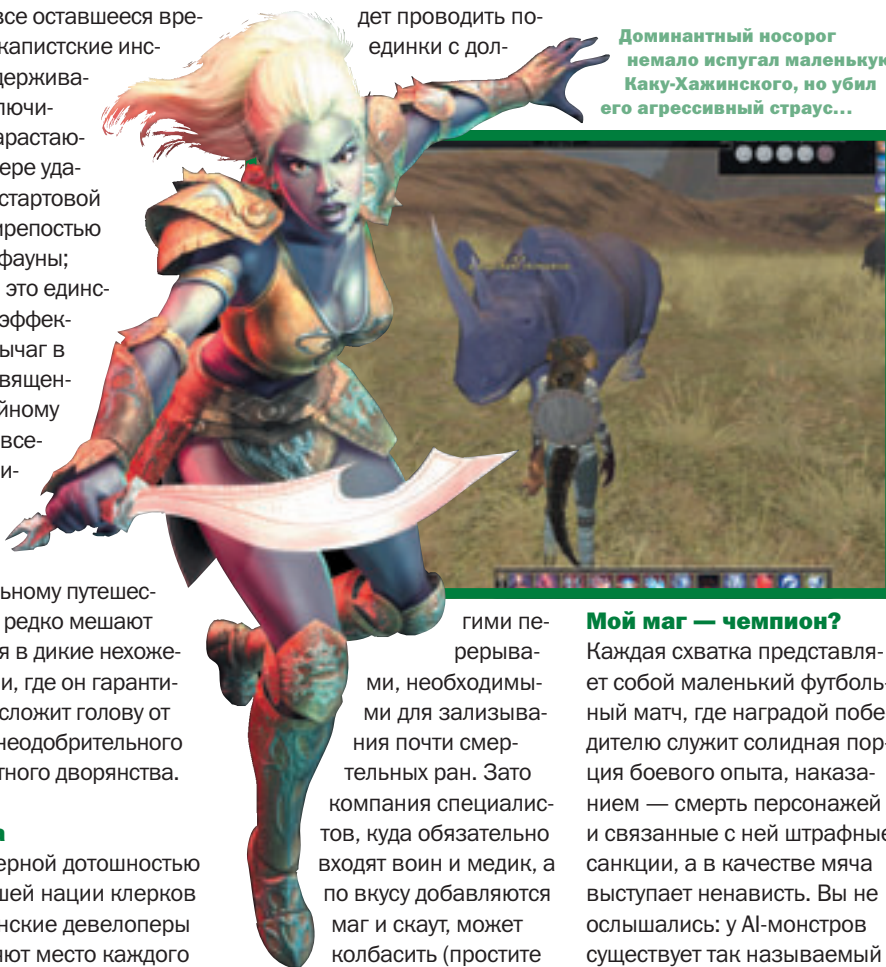 все оставшееся вре-
капистские инс-
держива-
лючи-
арастаю-
ере уда-
стартовой
ирепостью
фауны;
это единс-
эффек-
ычаг в
вящен-
йному
все-
и-
льному путешес-
редко мешают
я в дикие нехоже-
и, где он гаранти-
сложит голову от
неодобрительного
тного дворянства.
а
ерной дотошностью
шей нации клерков
нские девелоперы
яют место каждого
дет проводить по-
единки с дол-
гими пе-
рерыва-
ми, необходимы-
ми для зализыва-
ния почти смер-
тельных ран. Зато
компания специалис-
тов, куда обязательно
входят воин и медик, а
по вкусу добавляются
маг и скаут, может
колбасить (простите
Доминантный носорог
немало испугал маленькую
Каку-Хажинского, но убил
его агрессивный страус...
Мой маг — чемпион?
Каждая схватка представля-
ет собой маленький футболь-
ный матч, где наградой побе-
дителю служит солидная пор-
ция боевого опыта, наказа-
нием — смерть персонажей
и связанные с ней штрафные
санкции, а в качестве мяча
выступает ненависть. Вы не
ослышались: у AI-монстров
существует так называемый